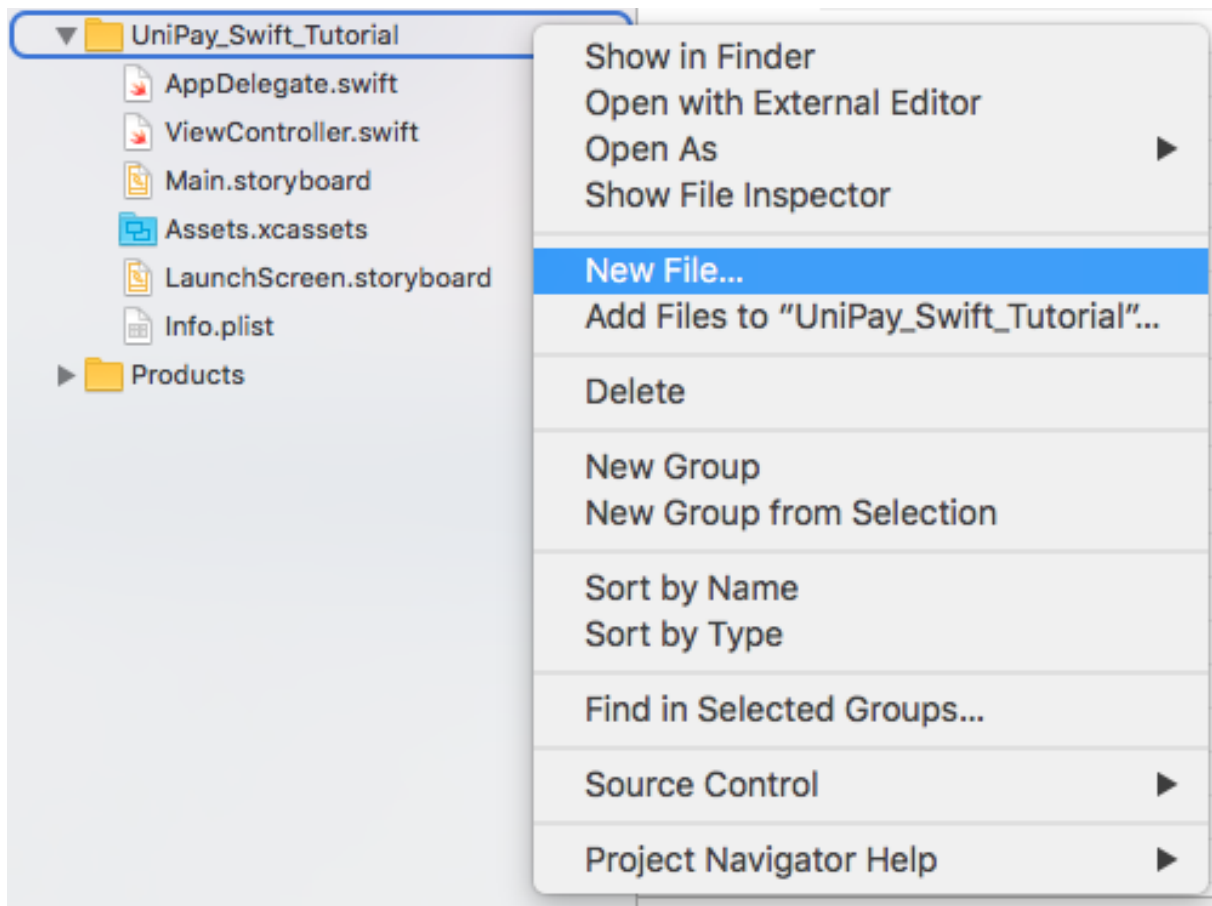 UniPay_Swift_Tutorial
AppDelegate.swift
ViewController.swift
Main.storyboard
Assets.xcassets
LaunchScreen.storyboard
Info.plist
Products
Show in Finder
Open with External Editor
Open As
Show File Inspector
New File...
Add Files to “UniPay_Swift_Tutorial”...
Delete
New Group
New Group from Selection
Sort by Name
Sort by Type
Find in Selected Groups...
Source Control
Project Navigator Help